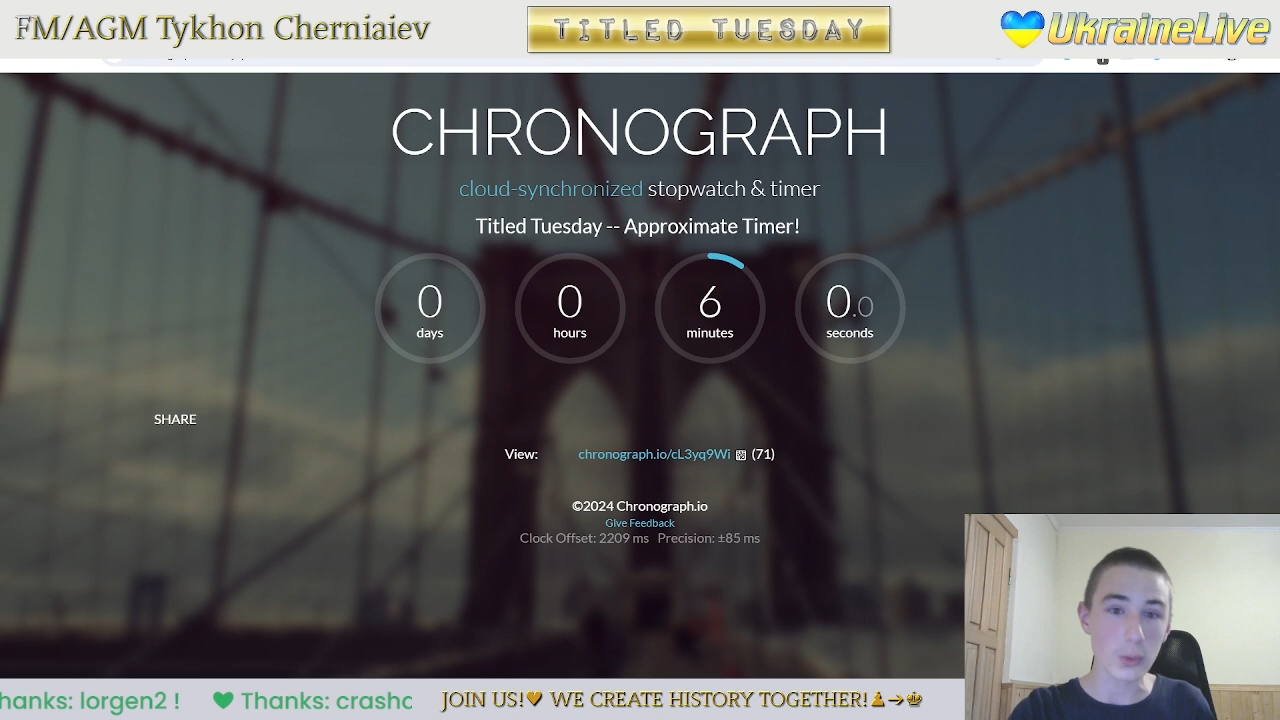 FM/AGM Tykhon Cherniaiev
TITLED TUESDAY
UkraineLive
CHRONOGRAPH
cloud-synchronized stopwatch & timer
Titled Tuesday -- Approximate Timer!
0 days
0 hours
6 minutes
0.0 seconds
SHARE
View: chronograph.io/cL3yq9Wi (71)
©2024 Chronograph.io
Give Feedback
Clock Offset: 2209 ms Precision: ±85 ms
hanks: lorgen2 ! Thanks: crashc
JOIN US! WE CREATE HISTORY TOGETHER!